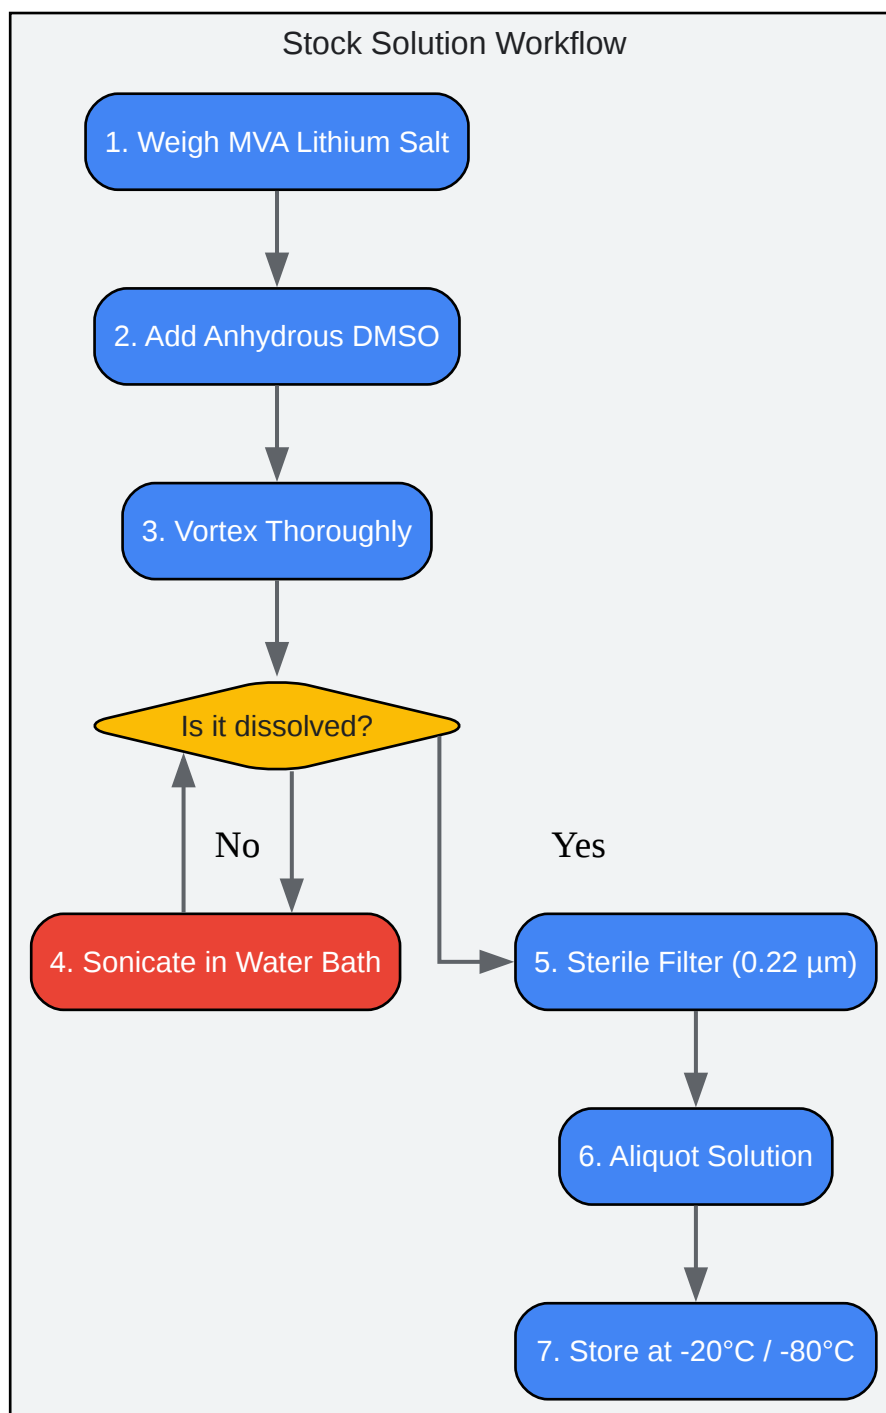 Stock Solution Workflow
1. Weigh MVA Lithium Salt
2. Add Anhydrous DMSO
3. Vortex Thoroughly
Is it dissolved?
No
Yes
4. Sonicate in Water Bath
5. Sterile Filter (0.22 µm)
6. Aliquot Solution
7. Store at -20°C / -80°C